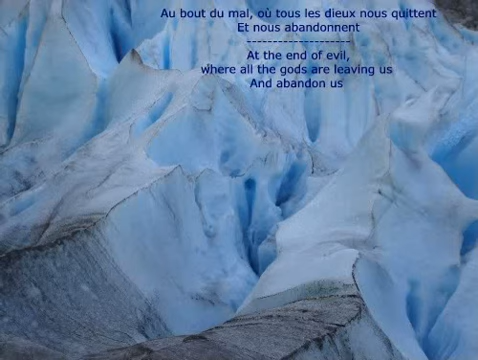 Au bout du mal, où tous les dieux nous quittent
Et nous abandonnent
--------------------
At the end of evil,
where all the gods are leaving us
And abandon us